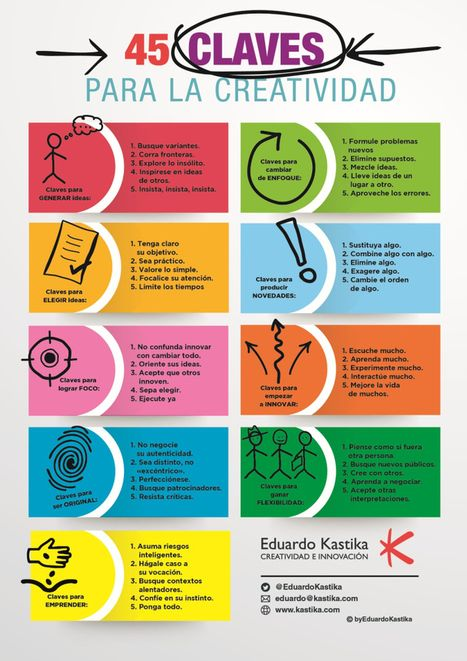 45 CLAVES
PARA LA CREATIVIDAD
Claves para
GENERAR ideas:
1. Busque variantes.
2. Corra fronteras.
3. Explore lo insólito.
4. Inspírese en ideas
de otros.
5. Insista, insista, insista.
Claves para
cambiar
de ENFOQUE:
1. Formule problemas
nuevos
2. Elimine supuestos.
3. Mezcle ideas.
4. Lleve ideas de un
lugar a otro.
5. Aproveche los errores.
Claves para
ELEGIR Ideas:
1. Tenga claro
su objetivo.
2. Sea práctico.
3. Valore lo simple.
4. Focalice su atención.
5. Limite los tiempos
Claves para
producir
NOVEDADES:
1. Sustituya algo.
2. Combine algo con algo.
3. Elimine algo.
4. Exagere algo.
5. Cambie el orden
de algo.
Claves para
lograr FOCO:
1. No confunda innovar
con cambiar todo.
2. Oriente sus ideas.
3. Acepte que otros
innoven.
4. Sepa elegir.
5. Ejecute ya
Claves para
empezar
a INNOVAR:
1. Escuche mucho.
2. Aprenda mucho.
3. Experimente mucho.
4. Interactúe mucho.
5. Mejore la vida
de muchos.
Claves para
ser ORIGINAL:
1. No negocie
su autenticidad.
2. Sea distinto, no
«excéntrico».
3. Perfecciónese.
4. Busque patrocinadores.
5. Resista críticas.
Claves para
ganar
FLEXIBILIDAD:
1. Piense como si fuera
otra persona.
2. Busque nuevos públicos.
3. Cree con otros.
4. Aprenda a negociar.
5. Acepte otras
interpretaciones.
Claves para
EMPRENDER:
1. Asuma riesgos
inteligentes.
2. Hágale caso a
su vocación.
3. Busque contextos
alentadores.
4. Confíe en su instinto.
5. Ponga todo.
Eduardo Kastika
CREATIVIDAD E INNOVACIÓN
@EduardoKastika
eduardo@kastika.com
www.kastika.com
© byEduardoKastika